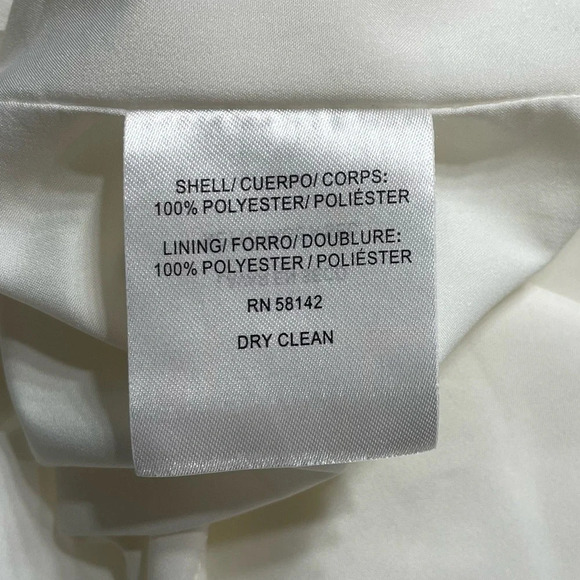 SHELL/ CUERPO/ CORPS:
100% POLYESTER/ POLIÉSTER
LINING/ FORRO/ DOUBLURE:
100% POLYESTER / POLIÉSTER
RN 58142
DRY CLEAN